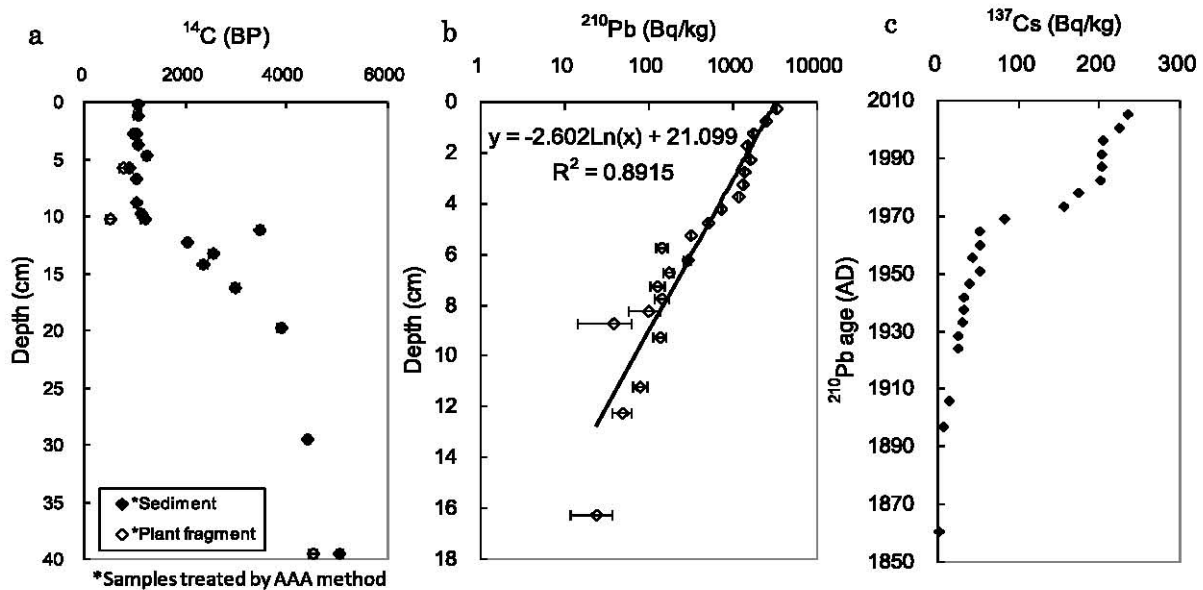 a
¹⁴C (BP)
0 2000 4000 6000
Depth (cm)
0
5
10
15
20
25
30
35
40
*Sediment
*Plant fragment
*Samples treated by AAA method
b
²¹⁰Pb (Bq/kg)
1 10 100 1000 10000
Depth (cm)
0
2
4
6
8
10
12
14
16
18
y = -2.602Ln(x) + 21.099
R² = 0.8915
c
¹³⁷Cs (Bq/kg)
0 100 200 300
²¹⁰Pb age (AD)
2010
1990
1970
1950
1930
1910
1890
1870
1850